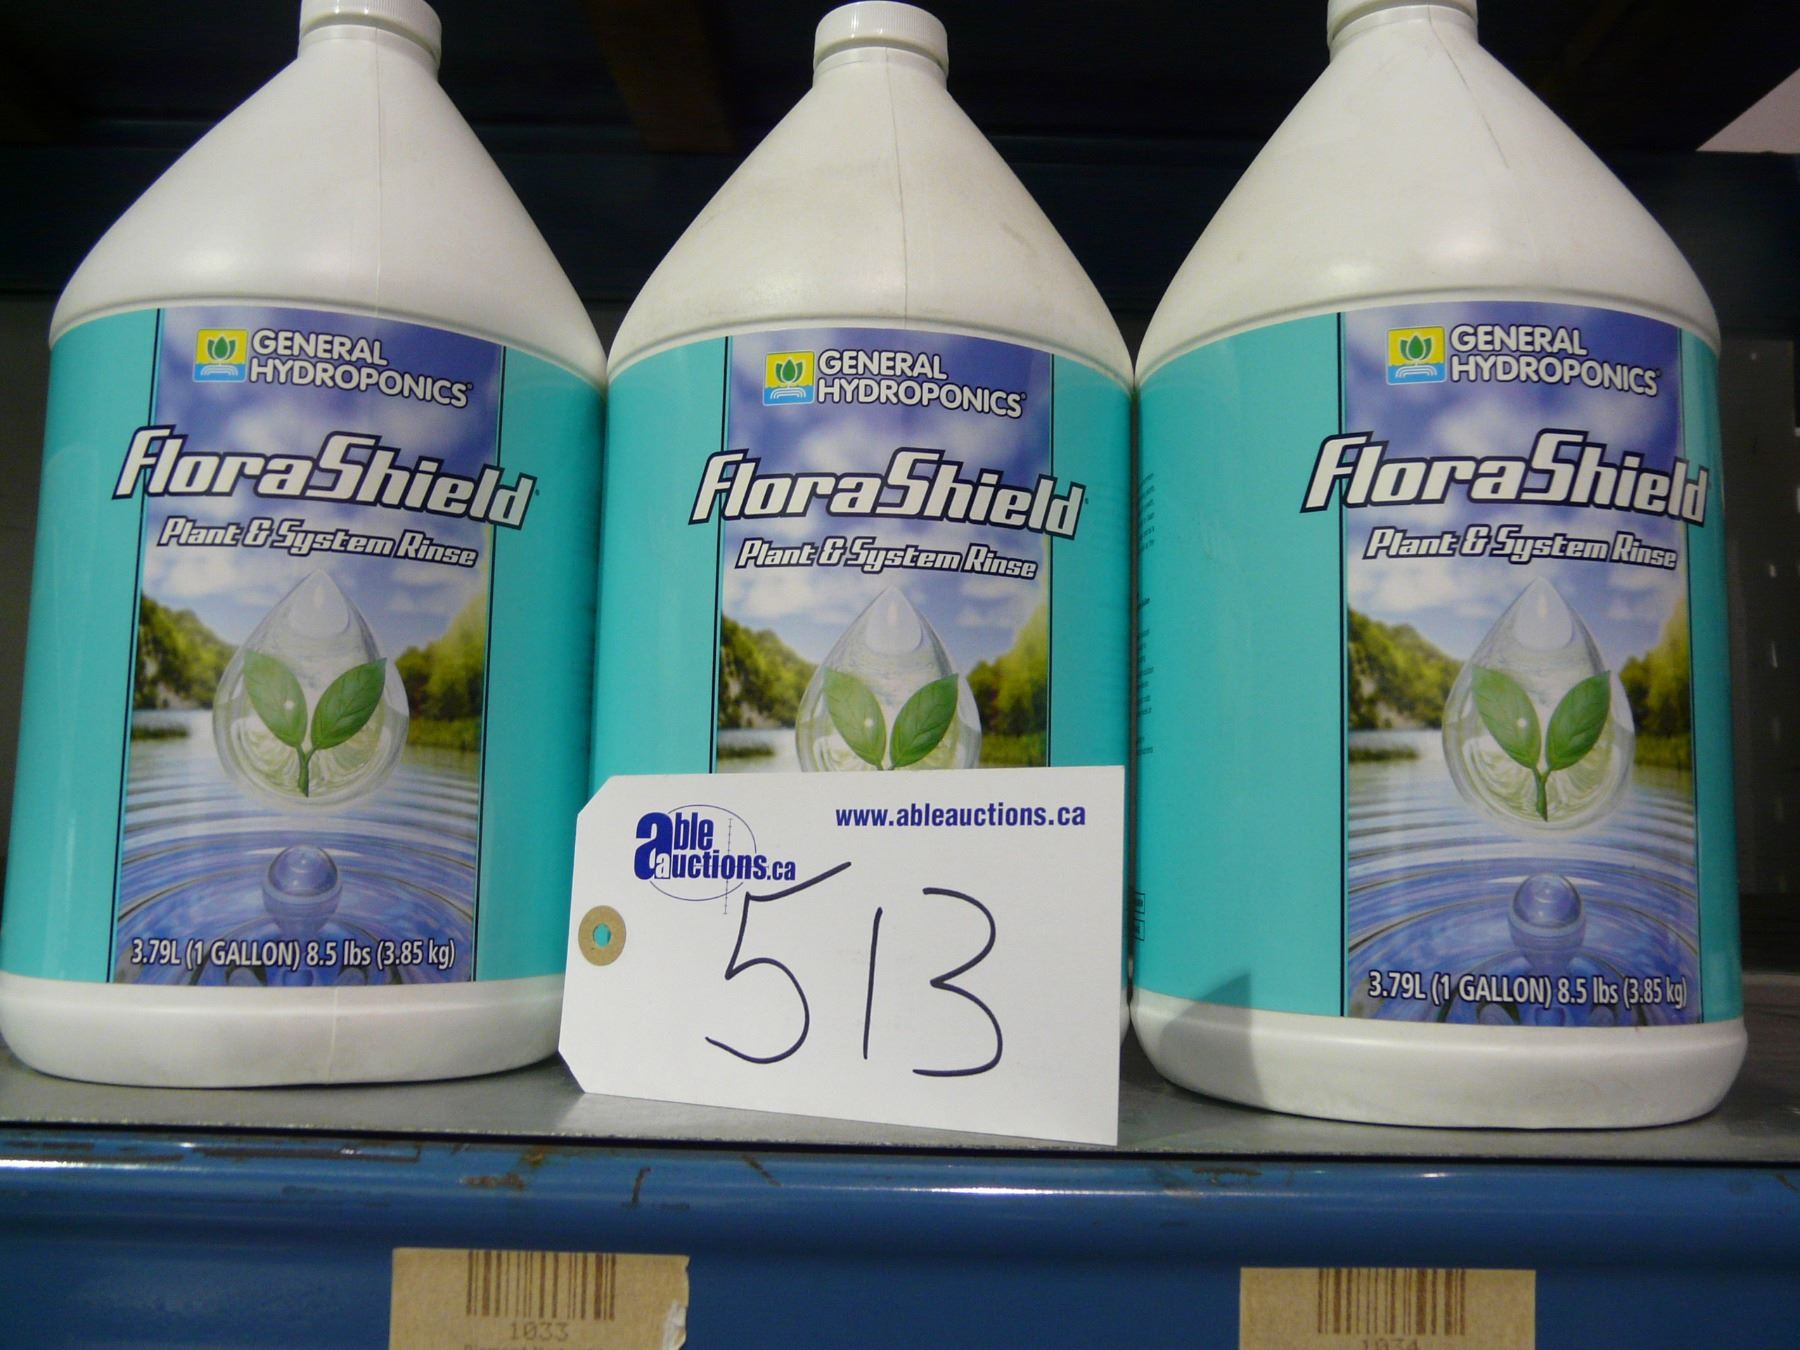 GENERAL
HYDROPONICS
FloraShield
Plant & System Rinse
3.79L (1 GALLON) 8.5 lbs (3.85 kg)
GENERAL
HYDROPONICS
FloraShield
Plant & System Rinse
GENERAL
HYDROPONICS
FloraShield
Plant & System Rinse
3.79L (1 GALLON) 8.5 lbs (3.85 kg)
able
auctions.ca
www.ableauctions.ca
513
1033
1034